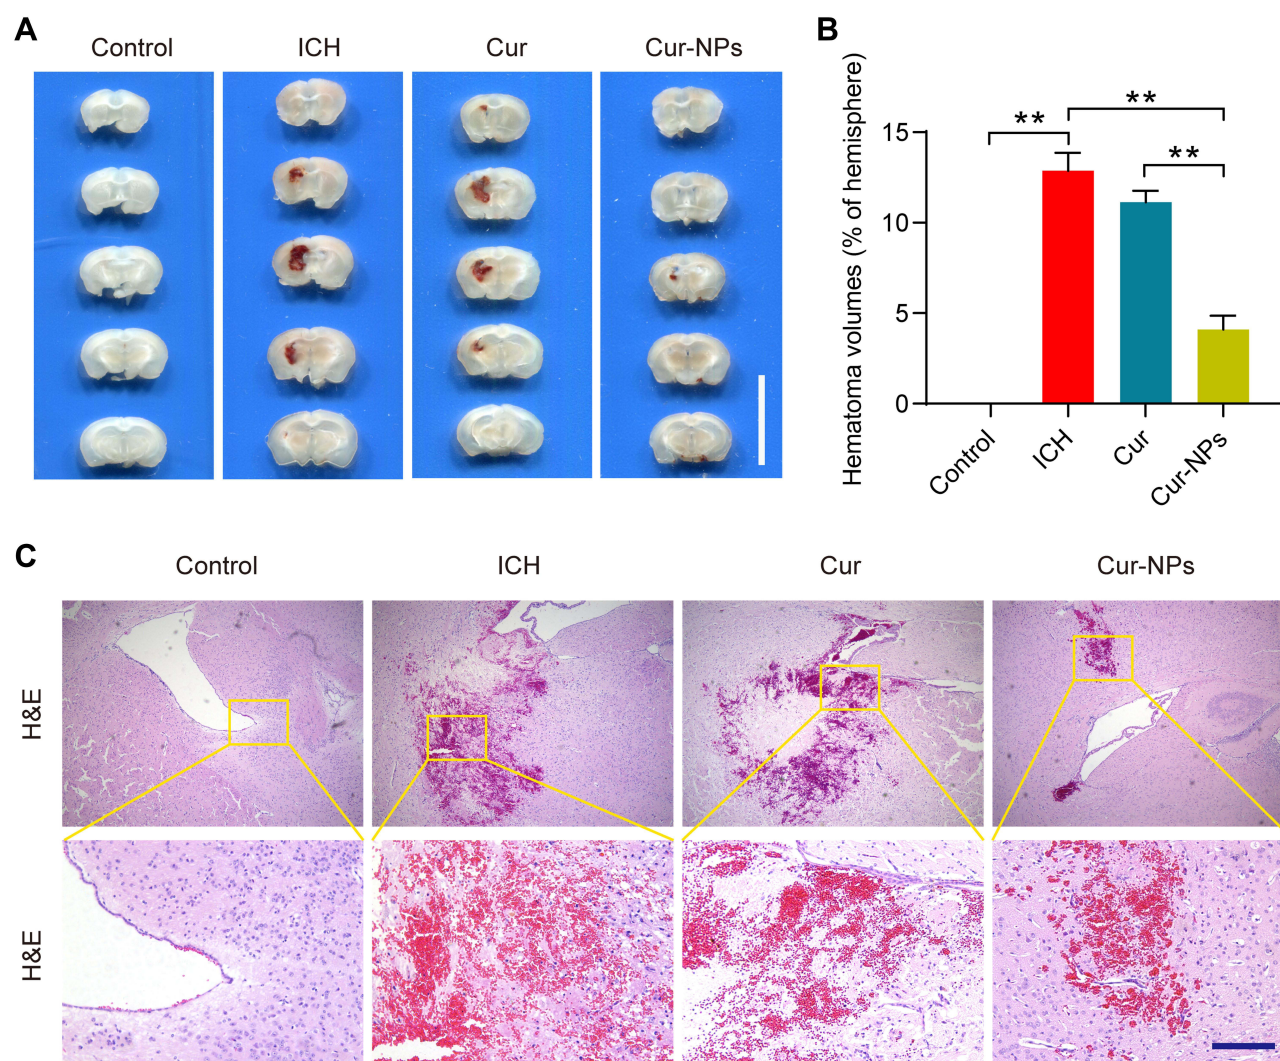 A
Control ICH Cur Cur-NPs
B
Hematoma volumes (% of hemisphere)
15
10
5
0
**
**
**
Control
ICH
Cur
Cur-NPs
C
Control ICH Cur Cur-NPs
H&E
H&E